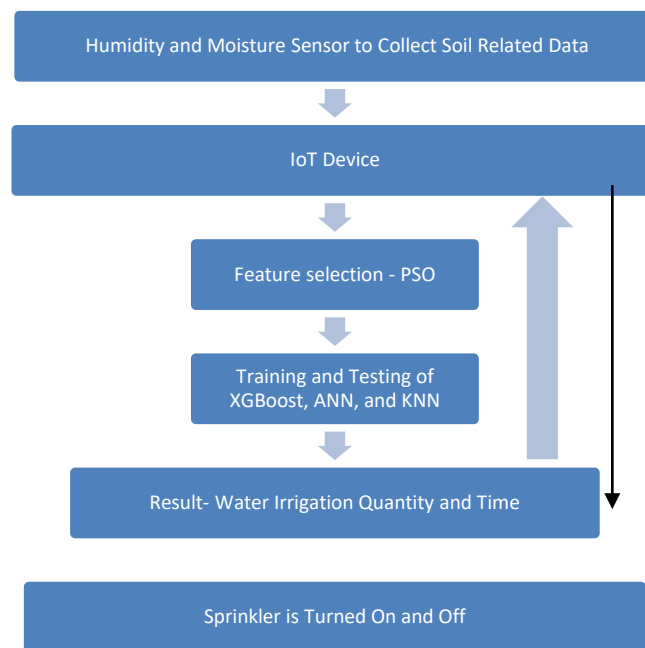 Humidity and Moisture Sensor to Collect Soil Related Data
IoT Device
Feature selection - PSO
Training and Testing of
XGBoost, ANN, and KNN
Result- Water Irrigation Quantity and Time
Sprinkler is Turned On and Off